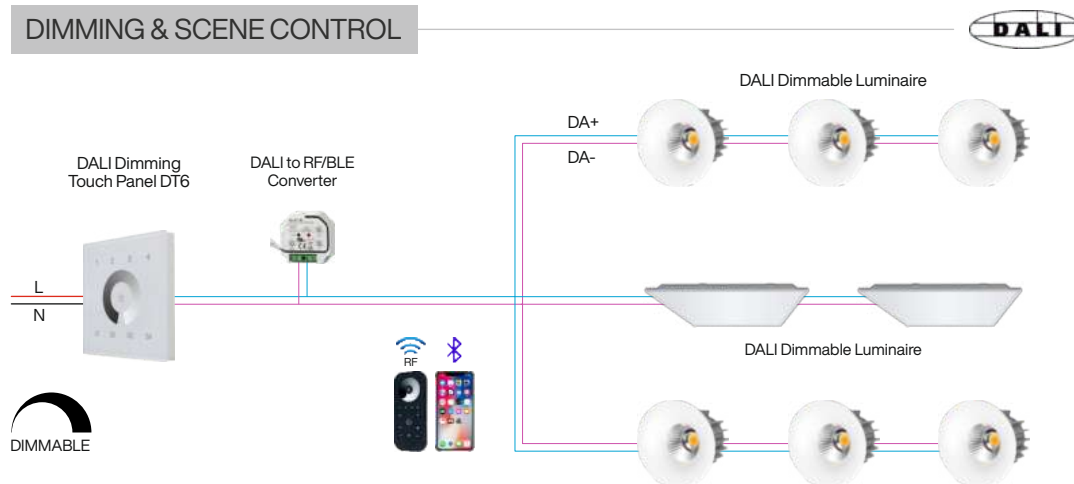 DIMMING & SCENE CONTROL
DALI
DALI Dimmable Luminaire
DA+
DA-
DALI Dimming
Touch Panel DT6
DALI to RF/BLE
Converter
L
N
RF
DALI Dimmable Luminaire
DIMMABLE